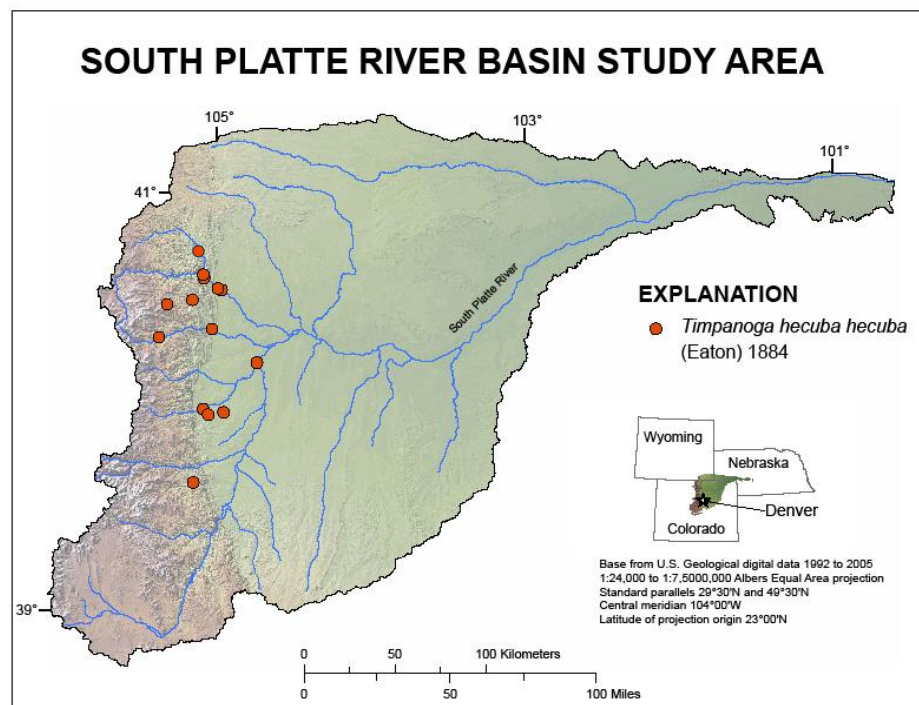 SOUTH PLATTE RIVER BASIN STUDY AREA
105°
103°
101°
41°
South Platte River
EXPLANATION
Timpanoga hecuba hecuba
(Eaton) 1884
Wyoming
Nebraska
Denver
Colorado
Base from U.S. Geological digital data 1992 to 2005
1:24,000 to 1:7,5000,000 Albers Equal Area projection
Standard parallels 29°30'N and 49°30'N
Central meridian 104°00'W
Latitude of projection origin 23°00'N
39°
0 50 100 Kilometers
0 50 100 Miles